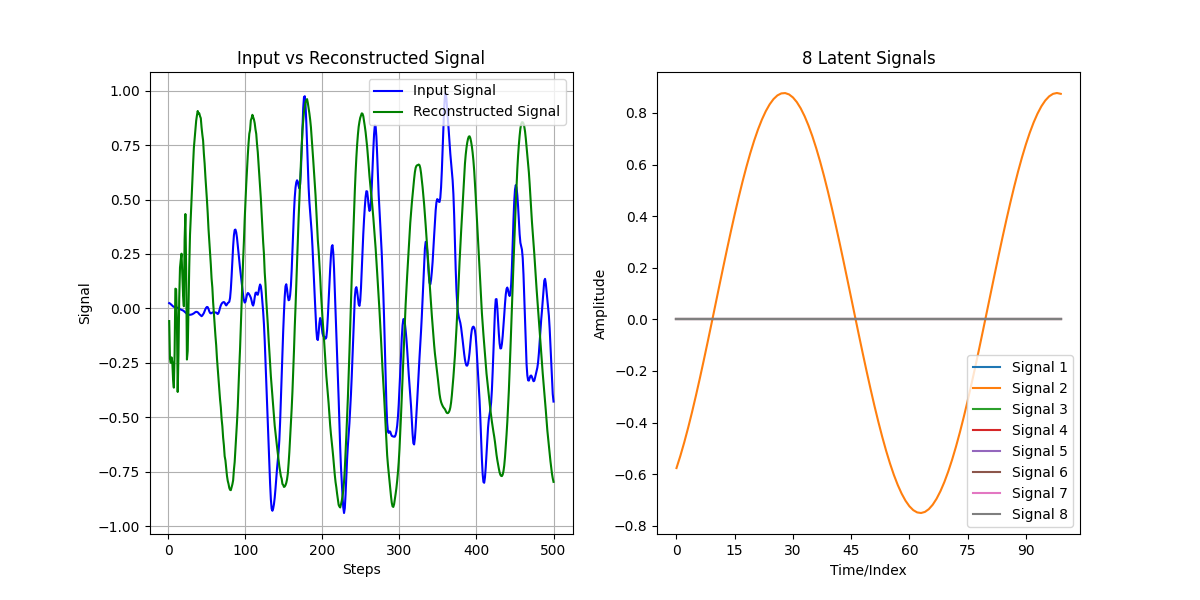 Input vs Reconstructed Signal
1.00
0.75
0.50
0.25
0.00
−0.25
−0.50
−0.75
−1.00
Signal
0
100
200
300
400
500
Steps
Input Signal
Reconstructed Signal
8 Latent Signals
0.8
0.6
0.4
0.2
0.0
−0.2
−0.4
−0.6
−0.8
Amplitude
0
15
30
45
60
75
90
Time/Index
Signal 1
Signal 2
Signal 3
Signal 4
Signal 5
Signal 6
Signal 7
Signal 8